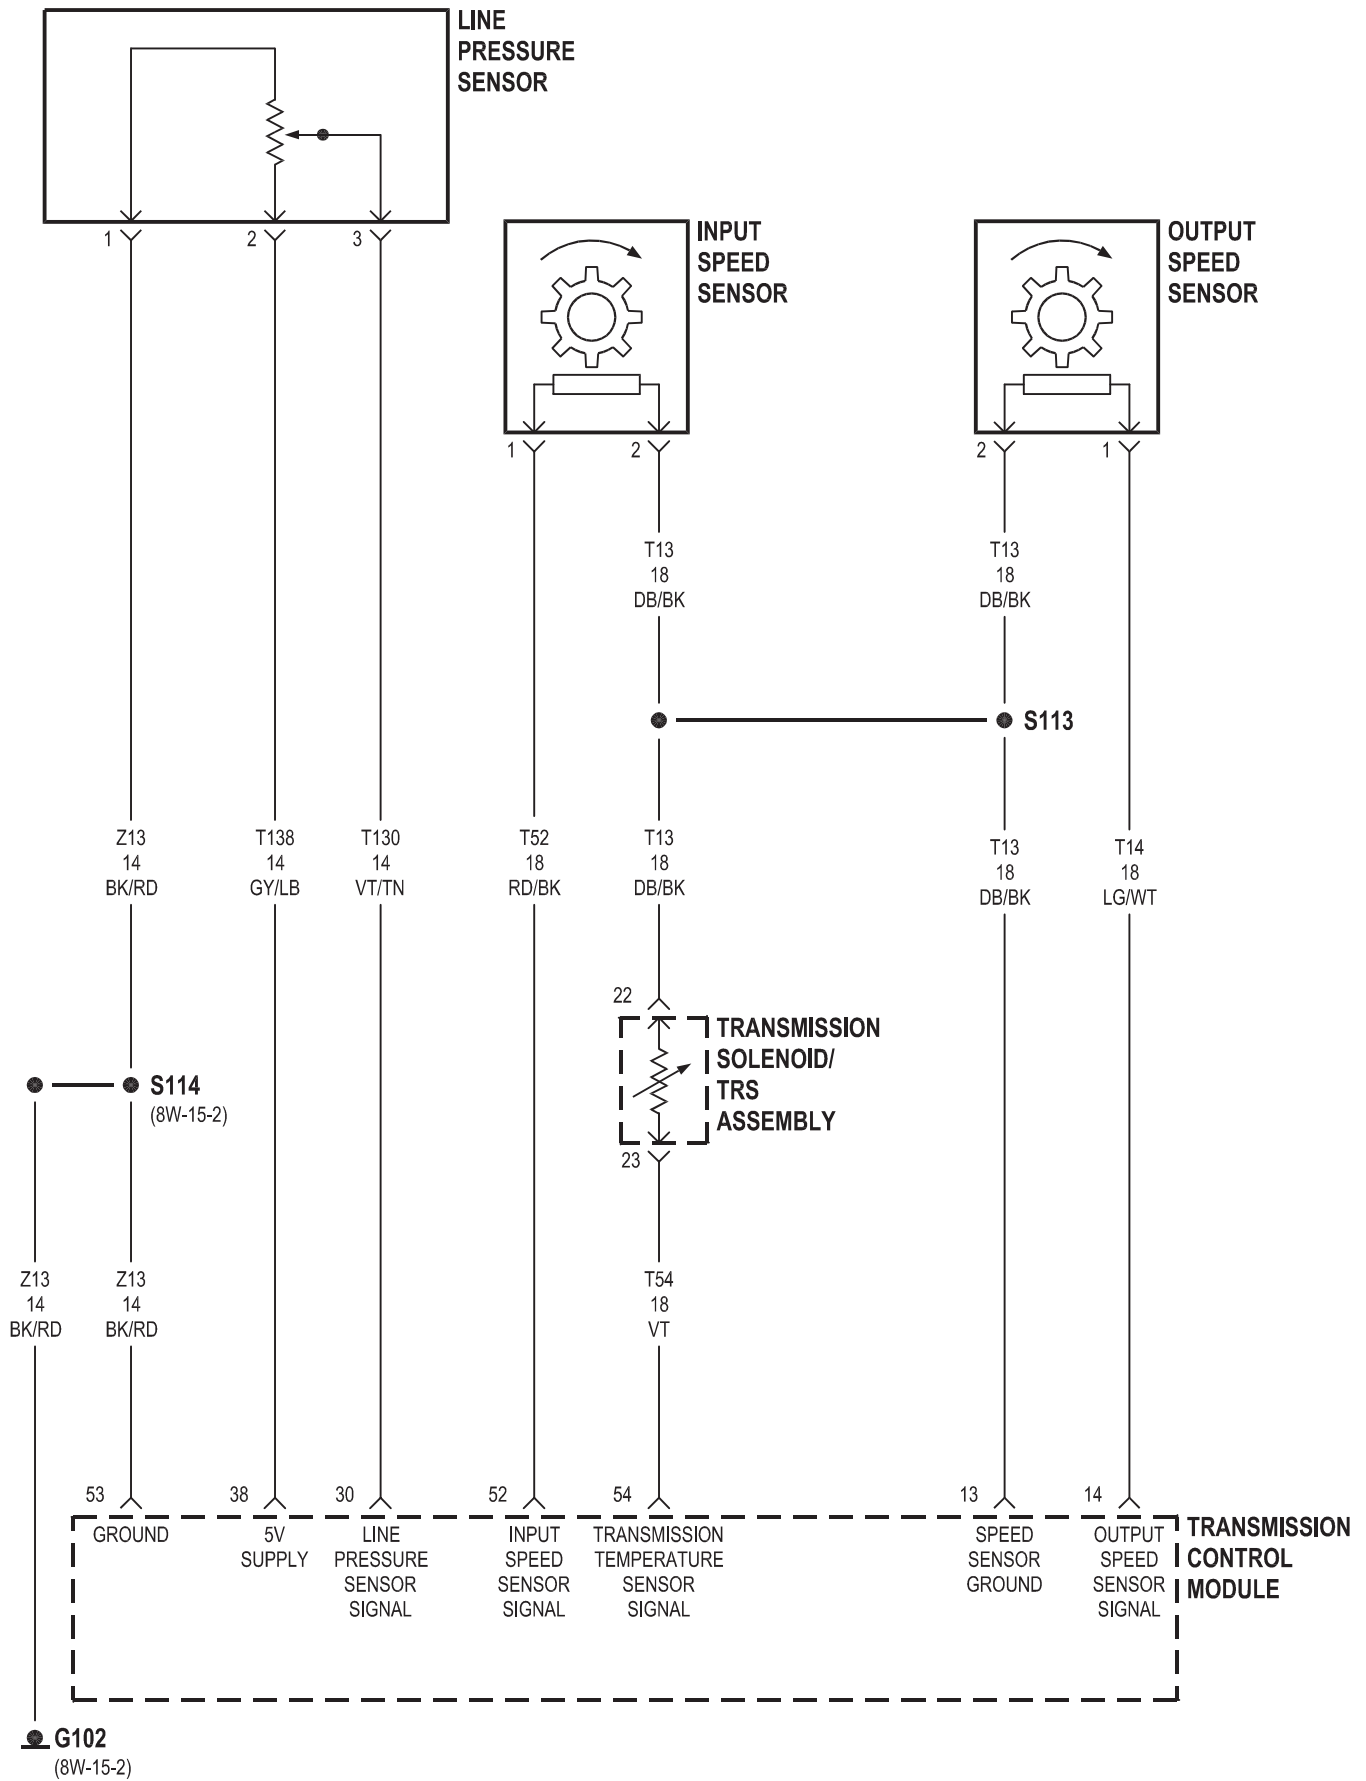 LINE
PRESSURE
SENSOR
1
2
3
INPUT
SPEED
SENSOR
OUTPUT
SPEED
SENSOR
1
2
2
1
T13
18
DB/BK
T13
18
DB/BK
S113
Z13
14
BK/RD
T138
14
GY/LB
T130
14
VT/TN
T52
18
RD/BK
T13
18
DB/BK
T13
18
DB/BK
T14
18
LG/WT
22
TRANSMISSION
SOLENOID/
TRS
ASSEMBLY
23
S114
(8W-15-2)
Z13
14
BK/RD
Z13
14
BK/RD
T54
18
VT
53
38
30
52
54
13
14
GROUND
5V
SUPPLY
LINE
PRESSURE
SENSOR
SIGNAL
INPUT
SPEED
SENSOR
SIGNAL
TRANSMISSION
TEMPERATURE
SENSOR
SIGNAL
SPEED
SENSOR
GROUND
OUTPUT
SPEED
SENSOR
SIGNAL
TRANSMISSION
CONTROL
MODULE
G102
(8W-15-2)